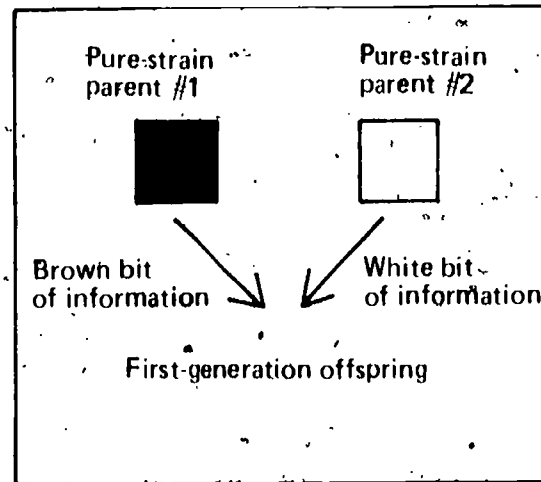 Pure-strain
parent #1
Pure-strain
parent #2
Brown bit
of information
White bit
of information
First-generation offspring